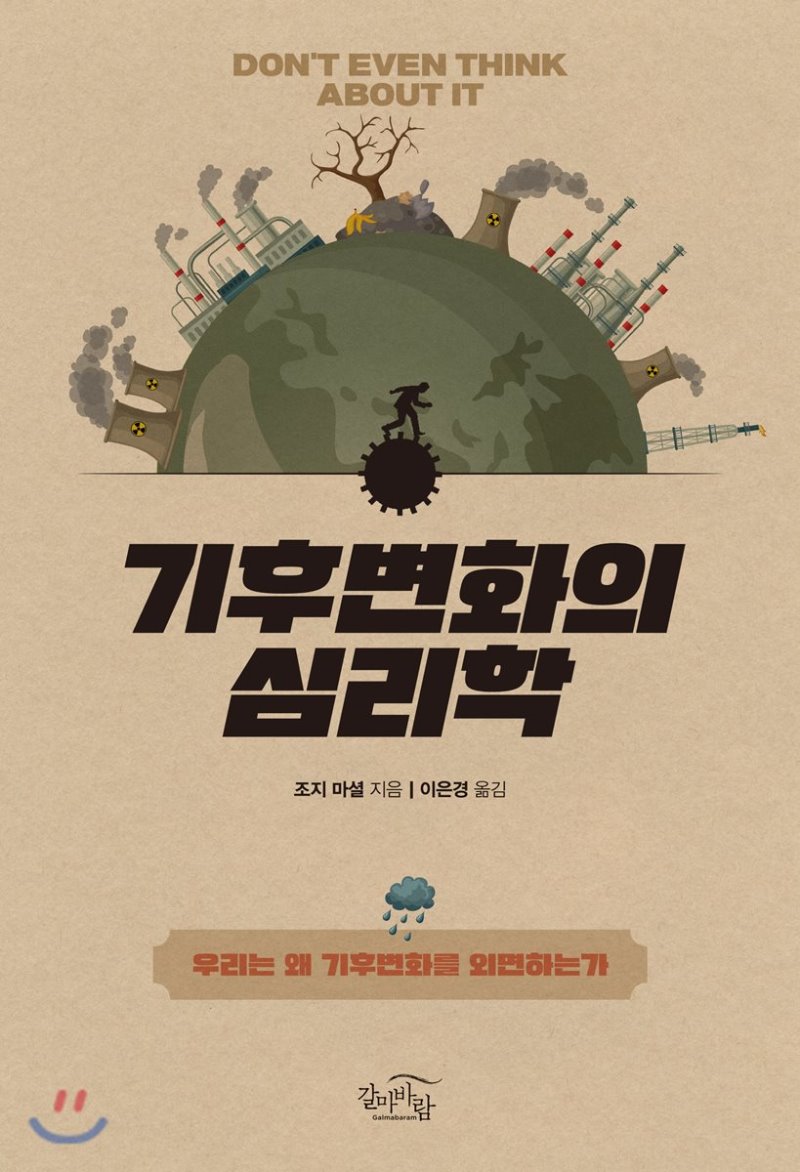 DON'T EVEN THINK
ABOUT IT
기후변화의
심리학
조지 마셜 지음 | 이은경 옮김
우리는 왜 기후변화를 외면하는가
갈마바람
Galmabaram